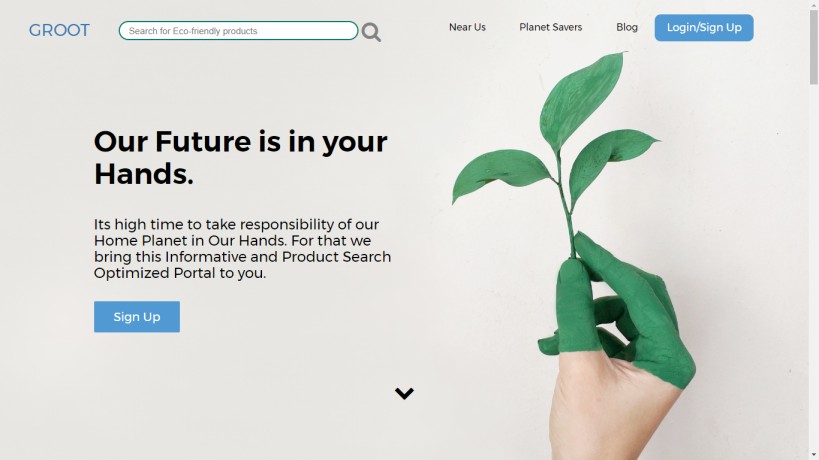 GROOT
Search for Eco-friendly products
Near Us
Planet Savers
Blog
Login/Sign Up
Our Future is in your
Hands.
Its high time to take responsibility of our
Home Planet in Our Hands. For that we
bring this Informative and Product Search
Optimized Portal to you.
Sign Up